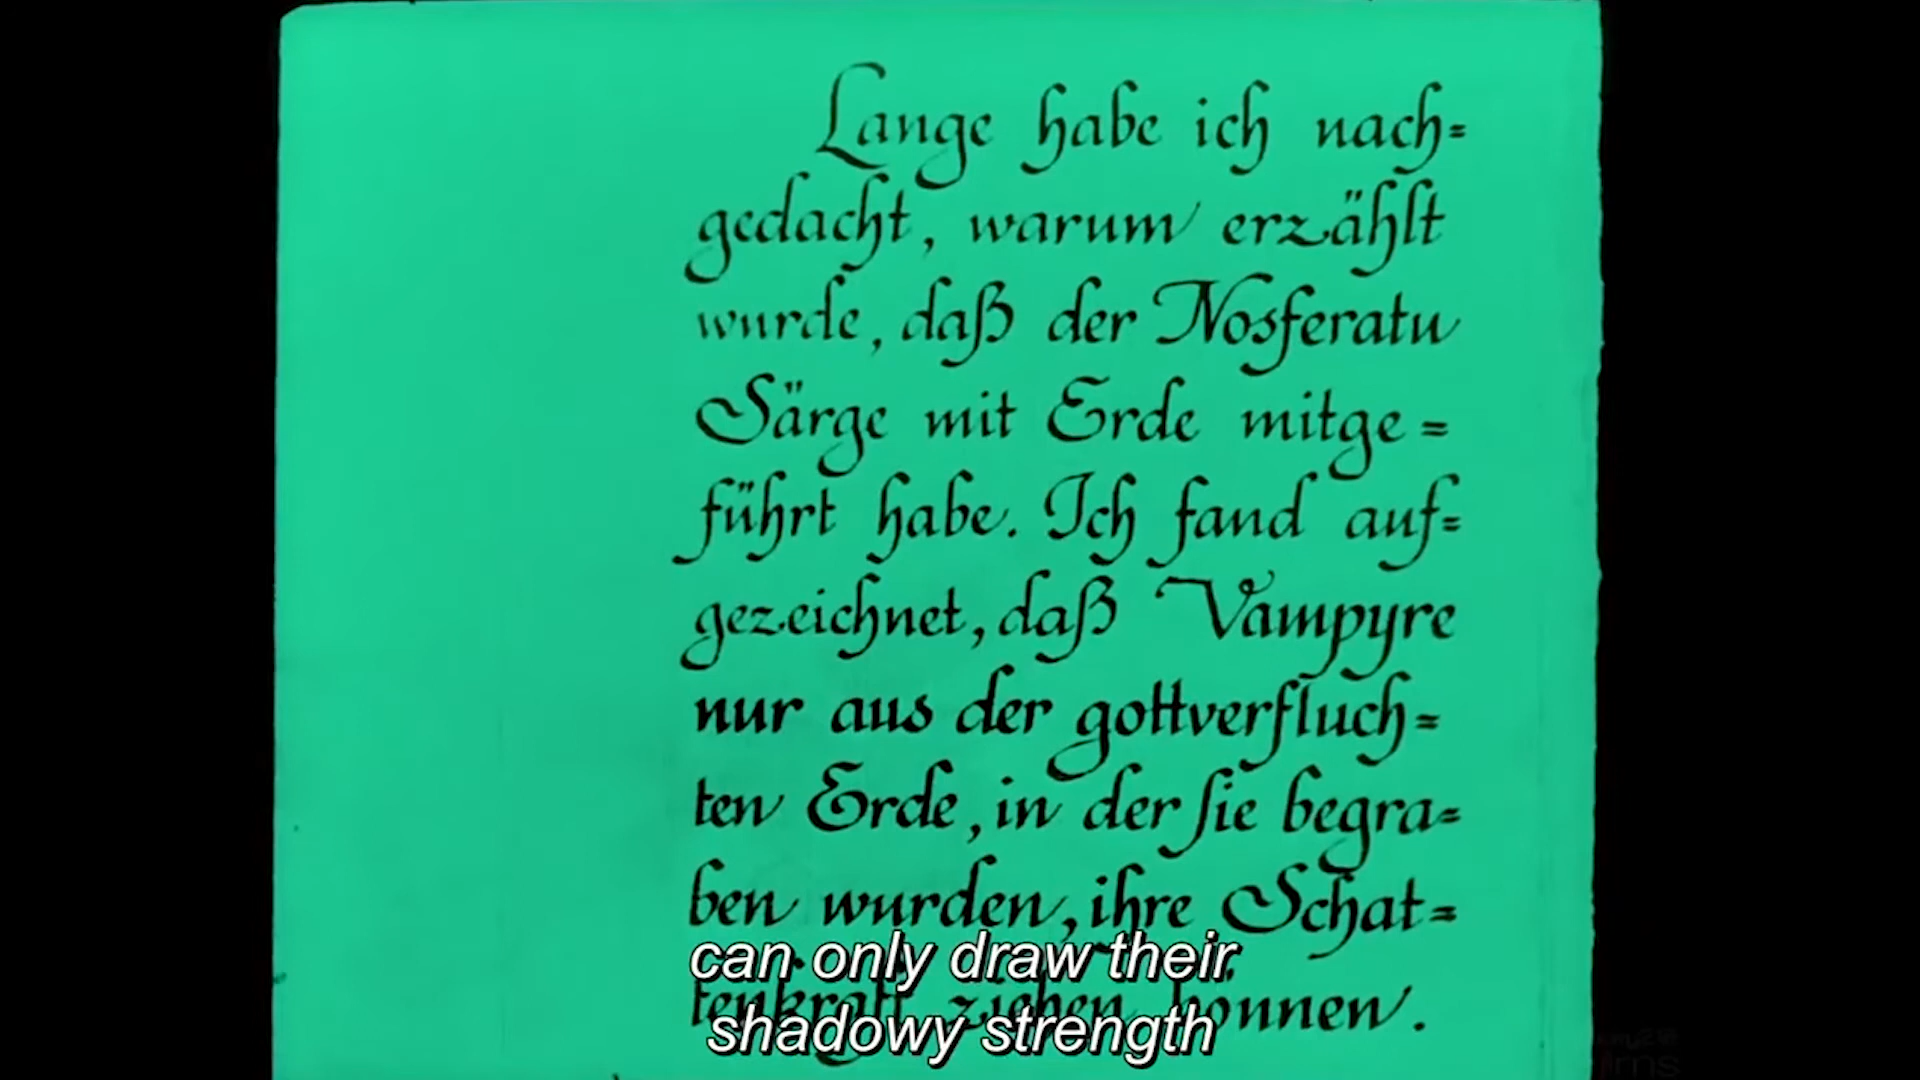 Lange habe ich nach=
gedacht, warum erzählt
wurde, daß der Nosferatu
Särge mit Erde mitge=
führt habe. Ich fand auf=
gezeichnet, daß Vampyre
nur aus der gottverfluch=
ten Erde, in der sie begra=
ben wurden, ihre Schat=
can only draw their
tenkraft ziehen können.
shadowy strength